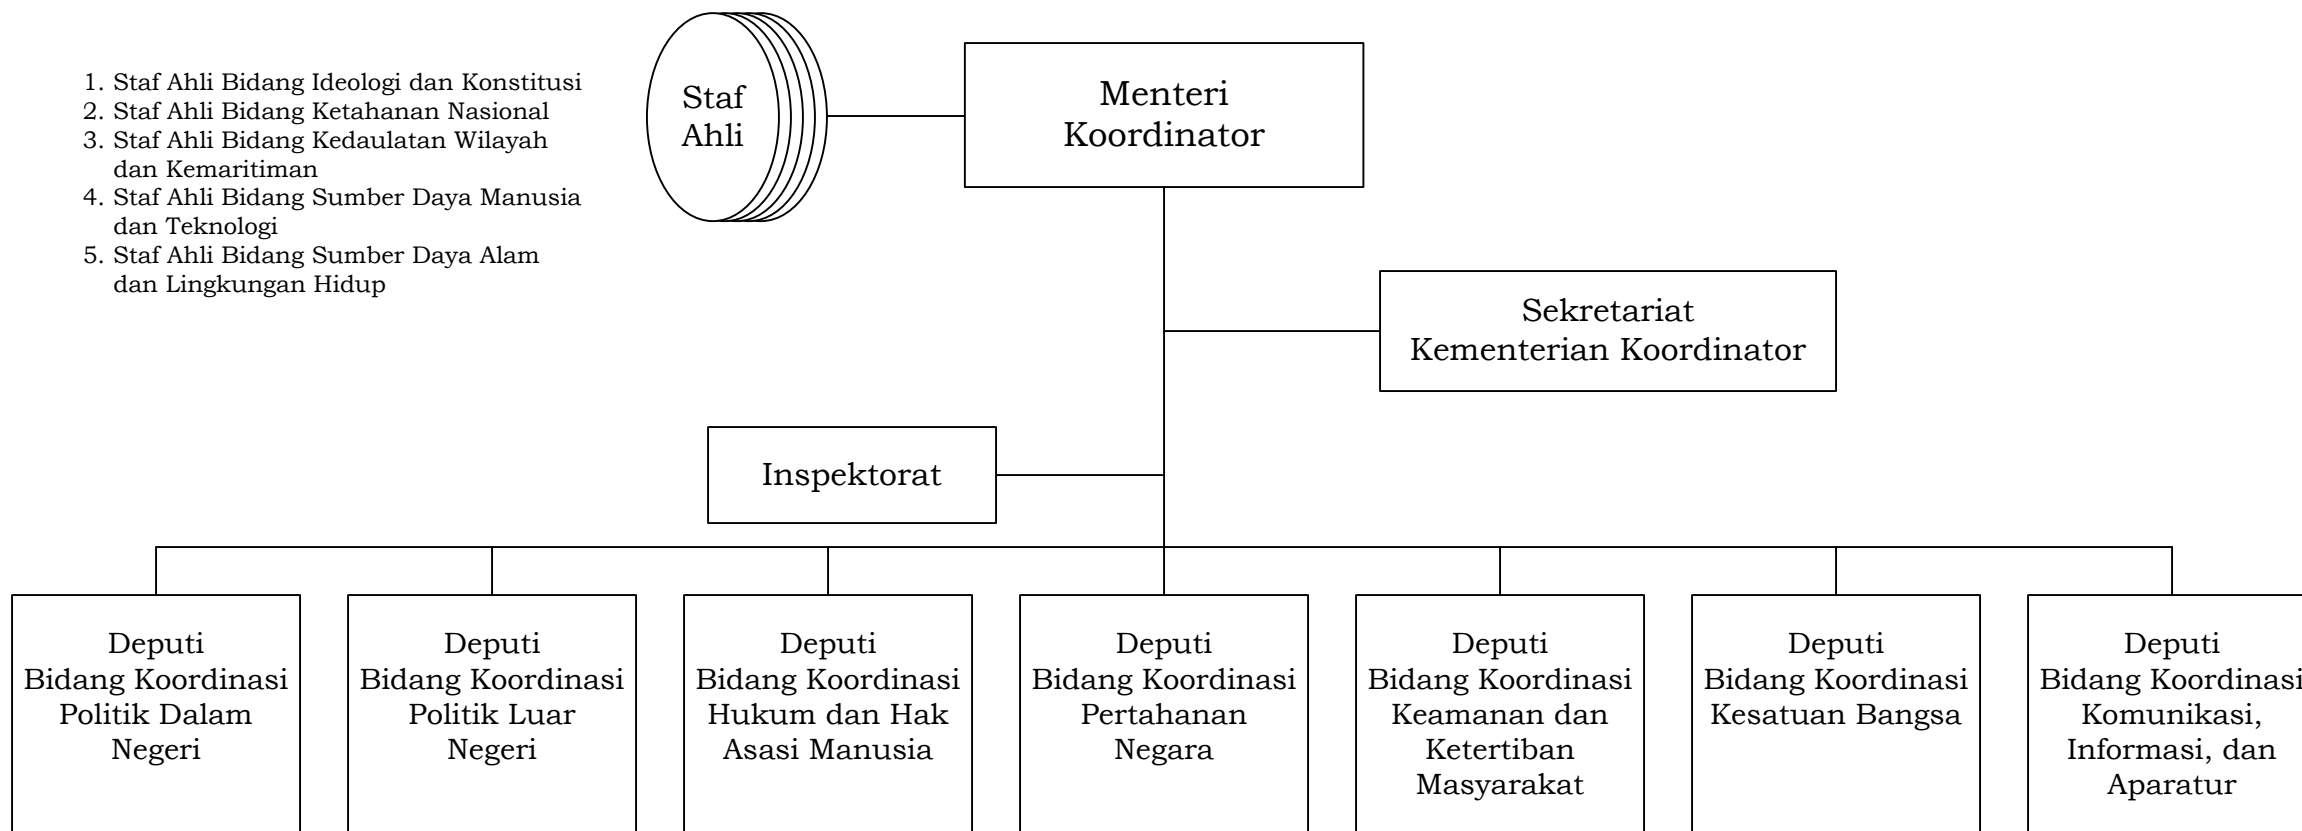 1. Staf Ahli Bidang Ideologi dan Konstitusi
2. Staf Ahli Bidang Ketahanan Nasional
3. Staf Ahli Bidang Kedaulatan Wilayah
dan Kemaritiman
4. Staf Ahli Bidang Sumber Daya Manusia
dan Teknologi
5. Staf Ahli Bidang Sumber Daya Alam
dan Lingkungan Hidup
Staf
Ahli
Menteri
Koordinator
Sekretariat
Kementerian Koordinator
Inspektorat
Deputi
Bidang Koordinasi
Politik Dalam
Negeri
Deputi
Bidang Koordinasi
Politik Luar
Negeri
Deputi
Bidang Koordinasi
Hukum dan Hak
Asasi Manusia
Deputi
Bidang Koordinasi
Pertahanan
Negara
Deputi
Bidang Koordinasi
Keamanan dan
Ketertiban
Masyarakat
Deputi
Bidang Koordinasi
Kesatuan Bangsa
Deputi
Bidang Koordinasi
Komunikasi,
Informasi, dan
Aparatur